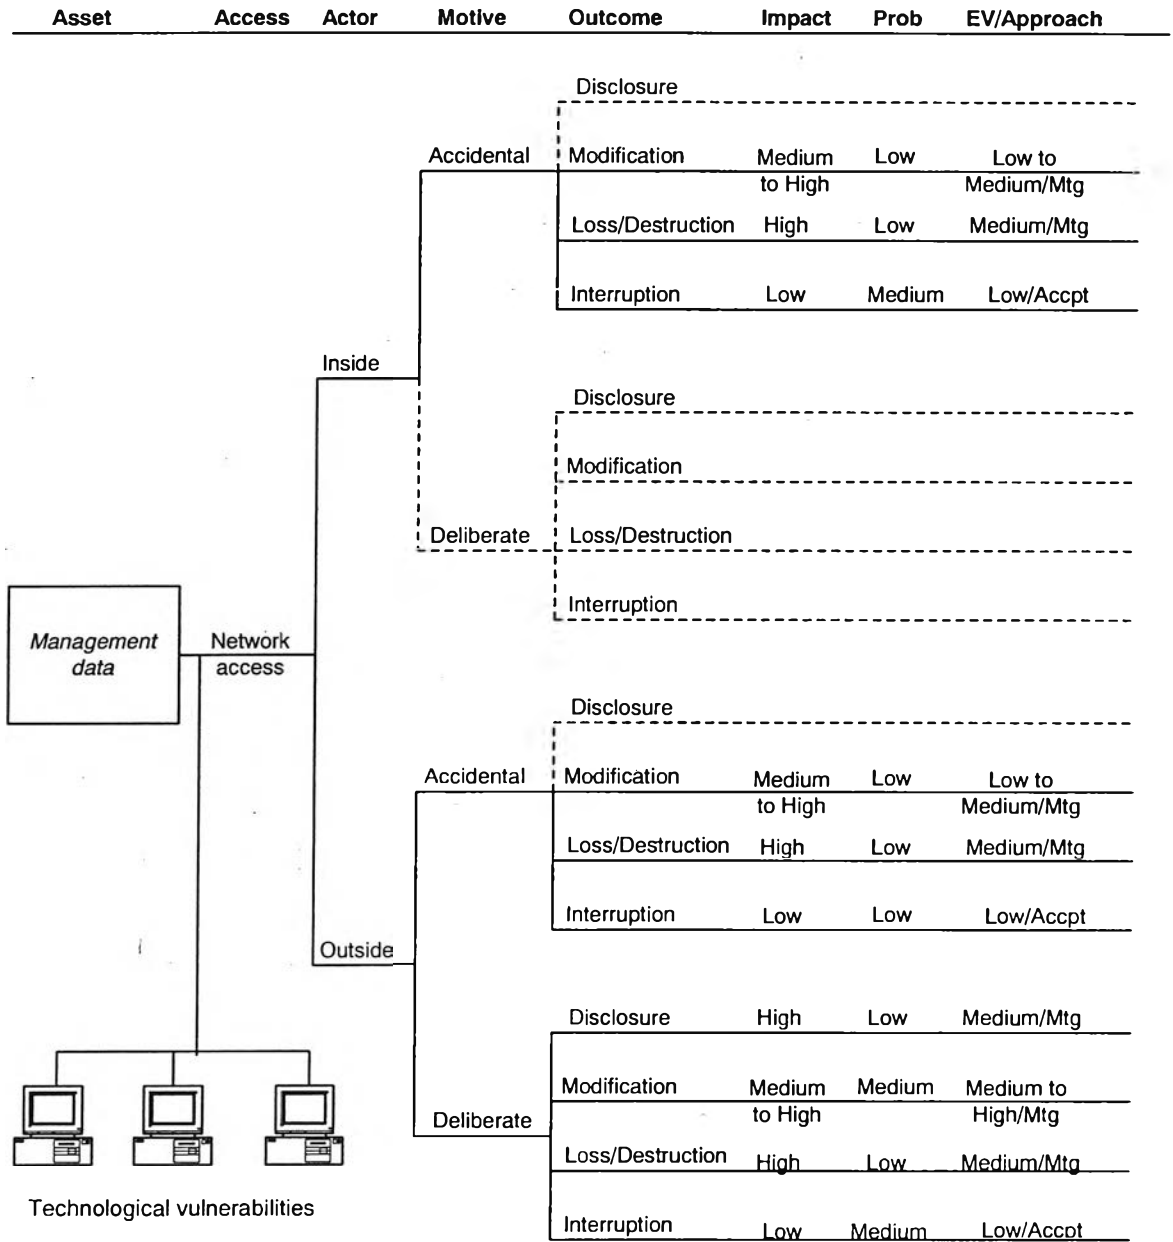 Asset Access Actor Motive Outcome Impact Prob EV/Approach
Disclosure
Accidental Modification Medium Low Low to
to High Medium/Mtg
Loss/Destruction High Low Medium/Mtg
Interruption Low Medium Low/Accpt
Inside
Disclosure
Modification
Deliberate Loss/Destruction
Interruption
Management Network
data access
Disclosure
Accidental Modification Medium Low Low to
to High Medium/Mtg
Loss/Destruction High Low Medium/Mtg
Interruption Low Low Low/Accpt
Outside
Disclosure High Low Medium/Mtg
Modification Medium Medium Medium to
Deliberate to High High/Mtg
Loss/Destruction High Low Medium/Mtg
Technological vulnerabilities
Interruption Low Medium Low/Accpt